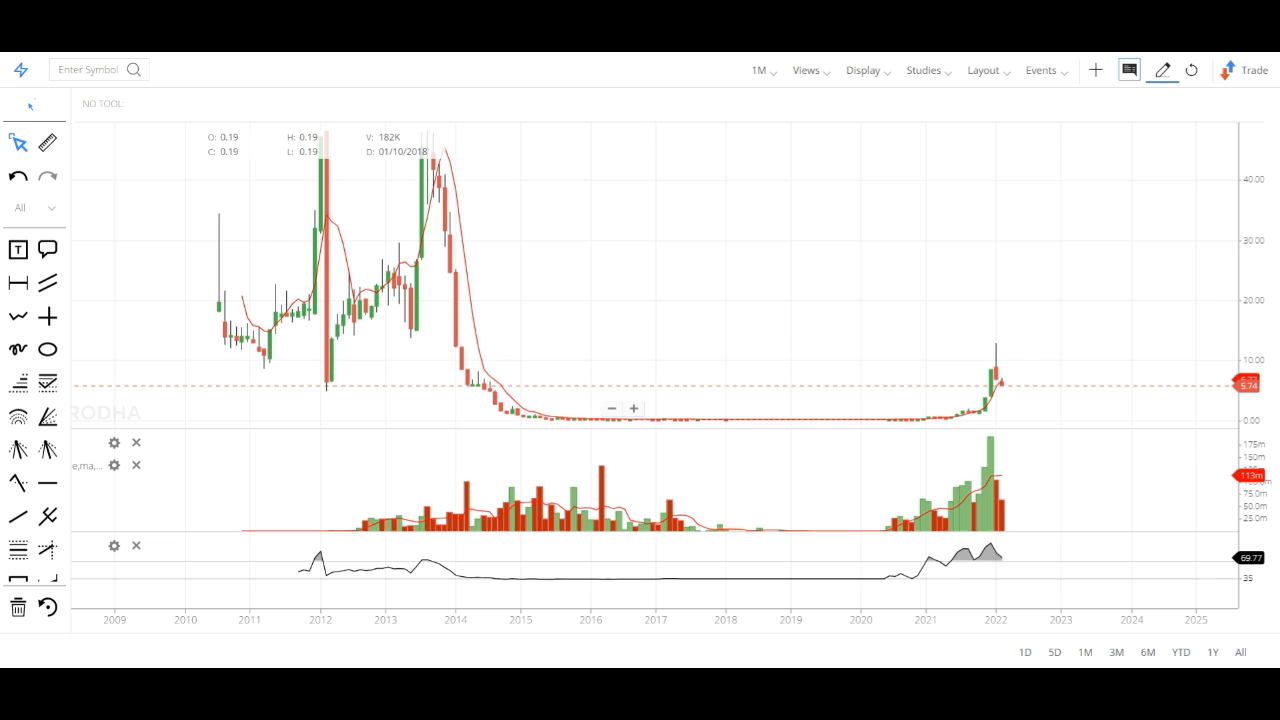 Enter Symbol
1M Views Display Studies Layout Events Trade
NO TOOL:
O: 0.19 H: 0.19 V: 182K
C: 0.19 L: 0.19 D: 01/10/2018
All
T
40.00
30.00
20.00
10.00
5.74
0.00
RODHA
175m
150m
e,ma,...
113m
75.0m
50.0m
25.0m
69.77
35
2009 2010 2011 2012 2013 2014 2015 2016 2017 2018 2019 2020 2021 2022 2023 2024 2025
1D 5D 1M 3M 6M YTD 1Y All